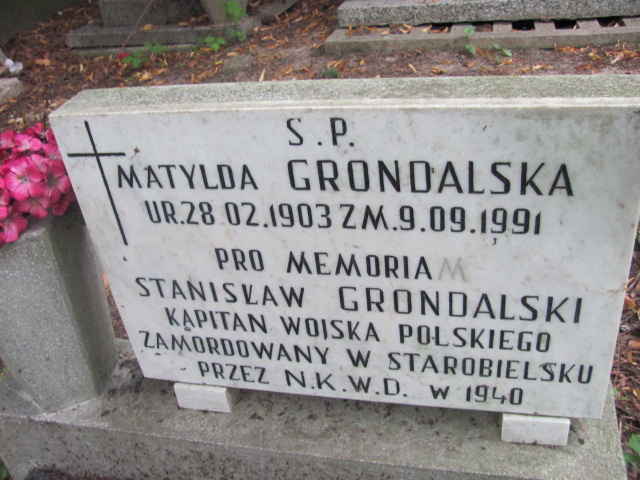 S.P.
MATYLDA GRONDALSKA
UR.28 02.1903 ZM.9.09.1991
PRO MEMORIAM
STANISŁAW GRONDALSKI
KAPITAN WOJSKA POLSKIEGO
ZAMORDOWANY W STAROBIELSKU
PRZEZ N.K.W.D. W 1940